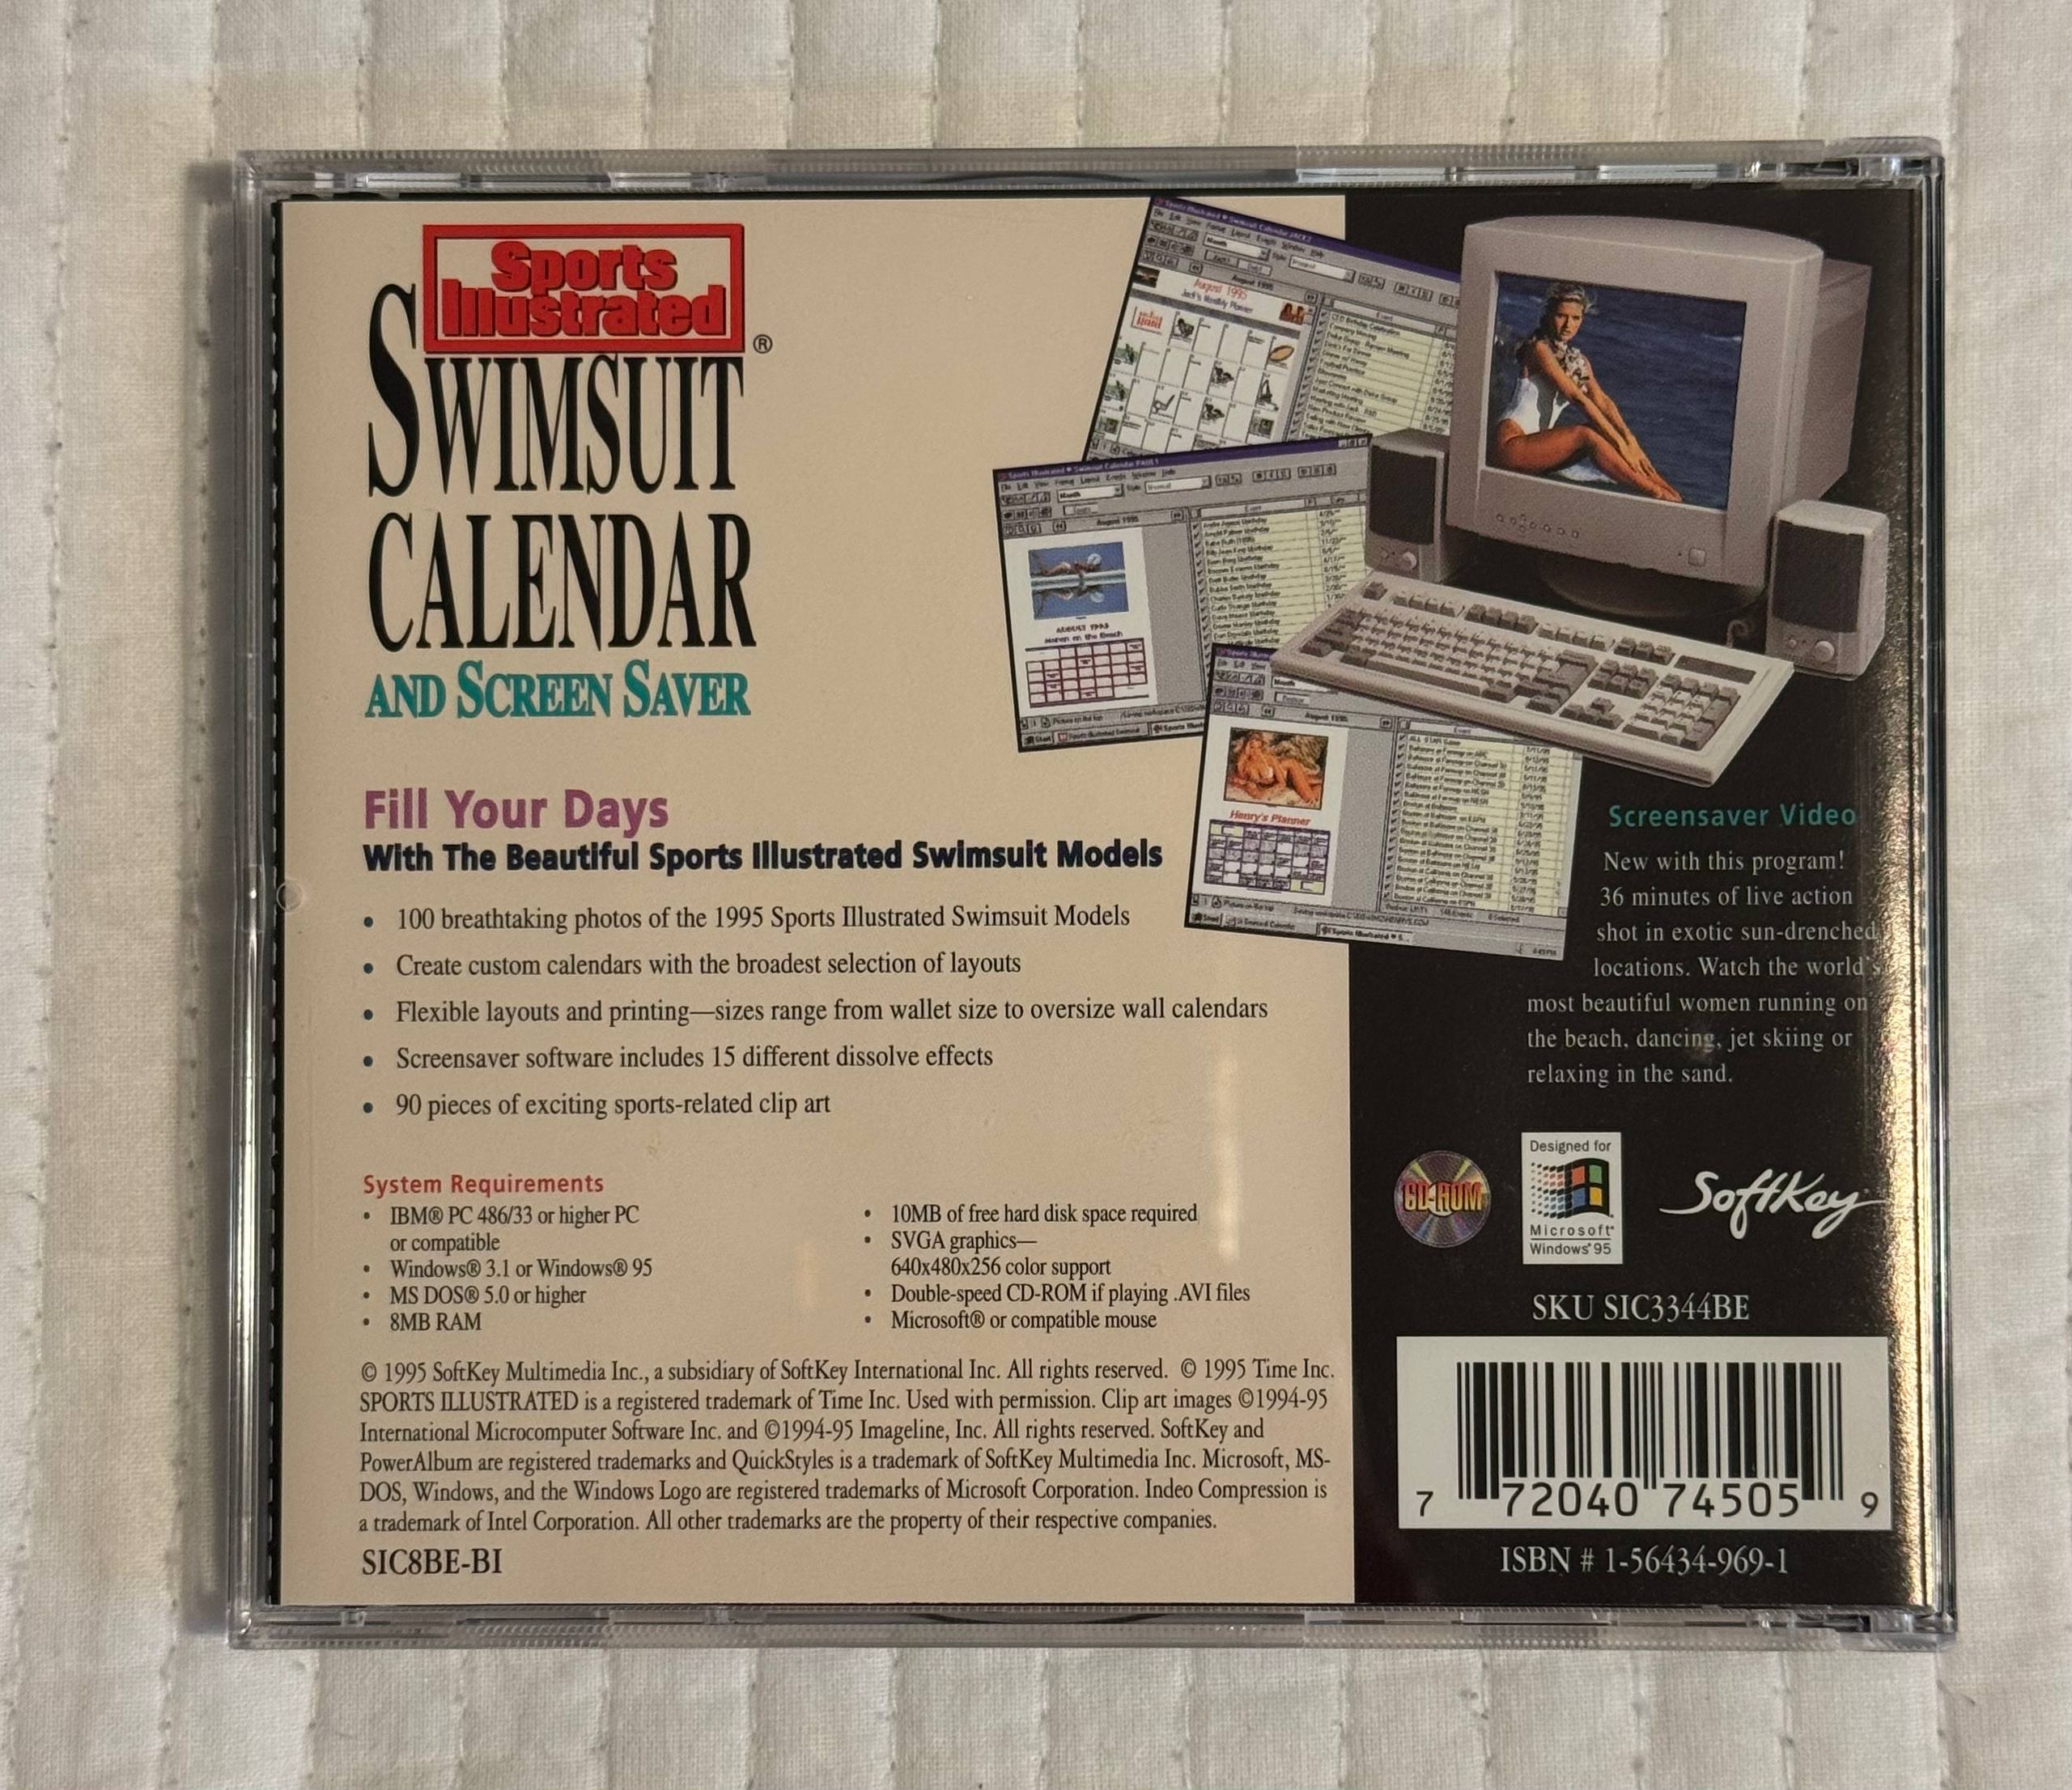 Sports
Illustrated
®
SWIMSUIT
CALENDAR
AND SCREEN SAVER
Fill Your Days
With The Beautiful Sports Illustrated Swimsuit Models
• 100 breathtaking photos of the 1995 Sports Illustrated Swimsuit Models
• Create custom calendars with the broadest selection of layouts
• Flexible layouts and printing—sizes range from wallet size to oversize wall calendars
• Screensaver software includes 15 different dissolve effects
• 90 pieces of exciting sports-related clip art
System Requirements
• IBM® PC 486/33 or higher PC
or compatible
• Windows® 3.1 or Windows® 95
• MS DOS® 5.0 or higher
• 8MB RAM
• 10MB of free hard disk space required
• SVGA graphics—
640x480x256 color support
• Double-speed CD-ROM if playing .AVI files
• Microsoft® or compatible mouse
© 1995 SoftKey Multimedia Inc., a subsidiary of SoftKey International Inc. All rights reserved. © 1995 Time Inc.
SPORTS ILLUSTRATED is a registered trademark of Time Inc. Used with permission. Clip art images ©1994-95
International Microcomputer Software Inc. and ©1994-95 Imageline, Inc. All rights reserved. SoftKey and
PowerAlbum are registered trademarks and QuickStyles is a trademark of SoftKey Multimedia Inc. Microsoft, MS-
DOS, Windows, and the Windows Logo are registered trademarks of Microsoft Corporation. Indeo Compression is
a trademark of Intel Corporation. All other trademarks are the property of their respective companies.
SIC8BE-BI
August 1995
Jack's Monthly Planner
August 1995
AUGUST 1995
August 1995
Henry's Planner
Screensaver Video
New with this program!
36 minutes of live action
shot in exotic sun-drenched
locations. Watch the world's
most beautiful women running on
the beach, dancing, jet skiing or
relaxing in the sand.
CD-ROM
Designed for
Microsoft®
Windows®95
SoftKey
SKU SIC3344BE
7 72040 74505 9
ISBN # 1-56434-969-1